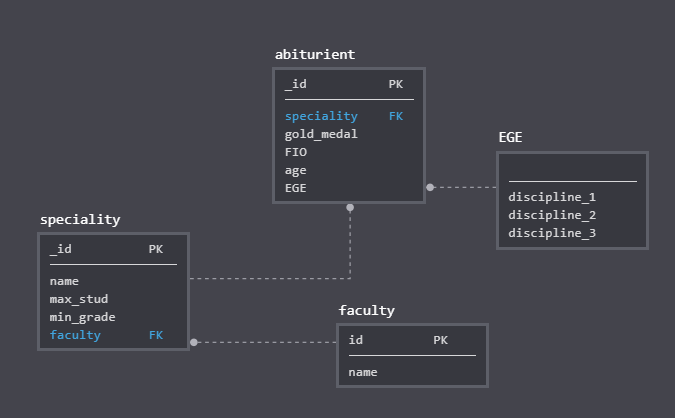 abiturient
_id PK
speciality FK
gold_medal
FIO
age
EGE
EGE
discipline_1
discipline_2
discipline_3
speciality
_id PK
name
max_stud
min_grade
faculty FK
faculty
id PK
name